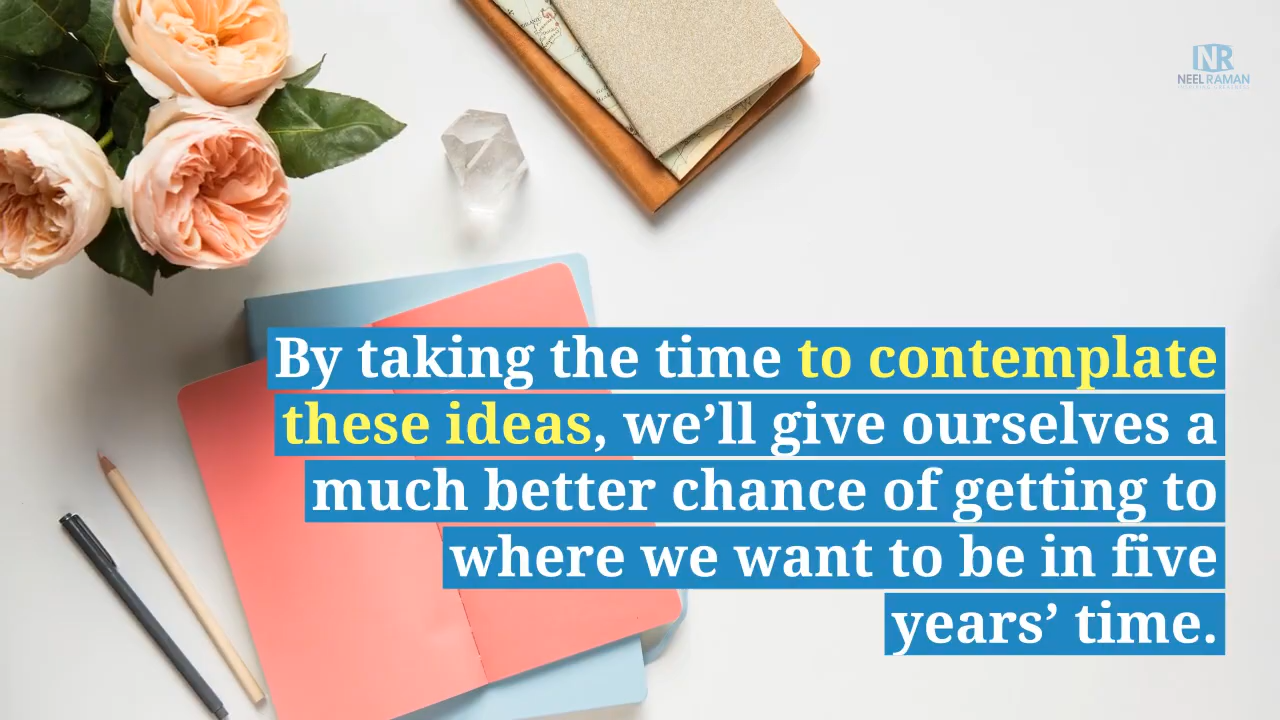 NR
NEEL RAMAN
By taking the time to contemplate
these ideas, we’ll give ourselves a
much better chance of getting to
where we want to be in five
years’ time.